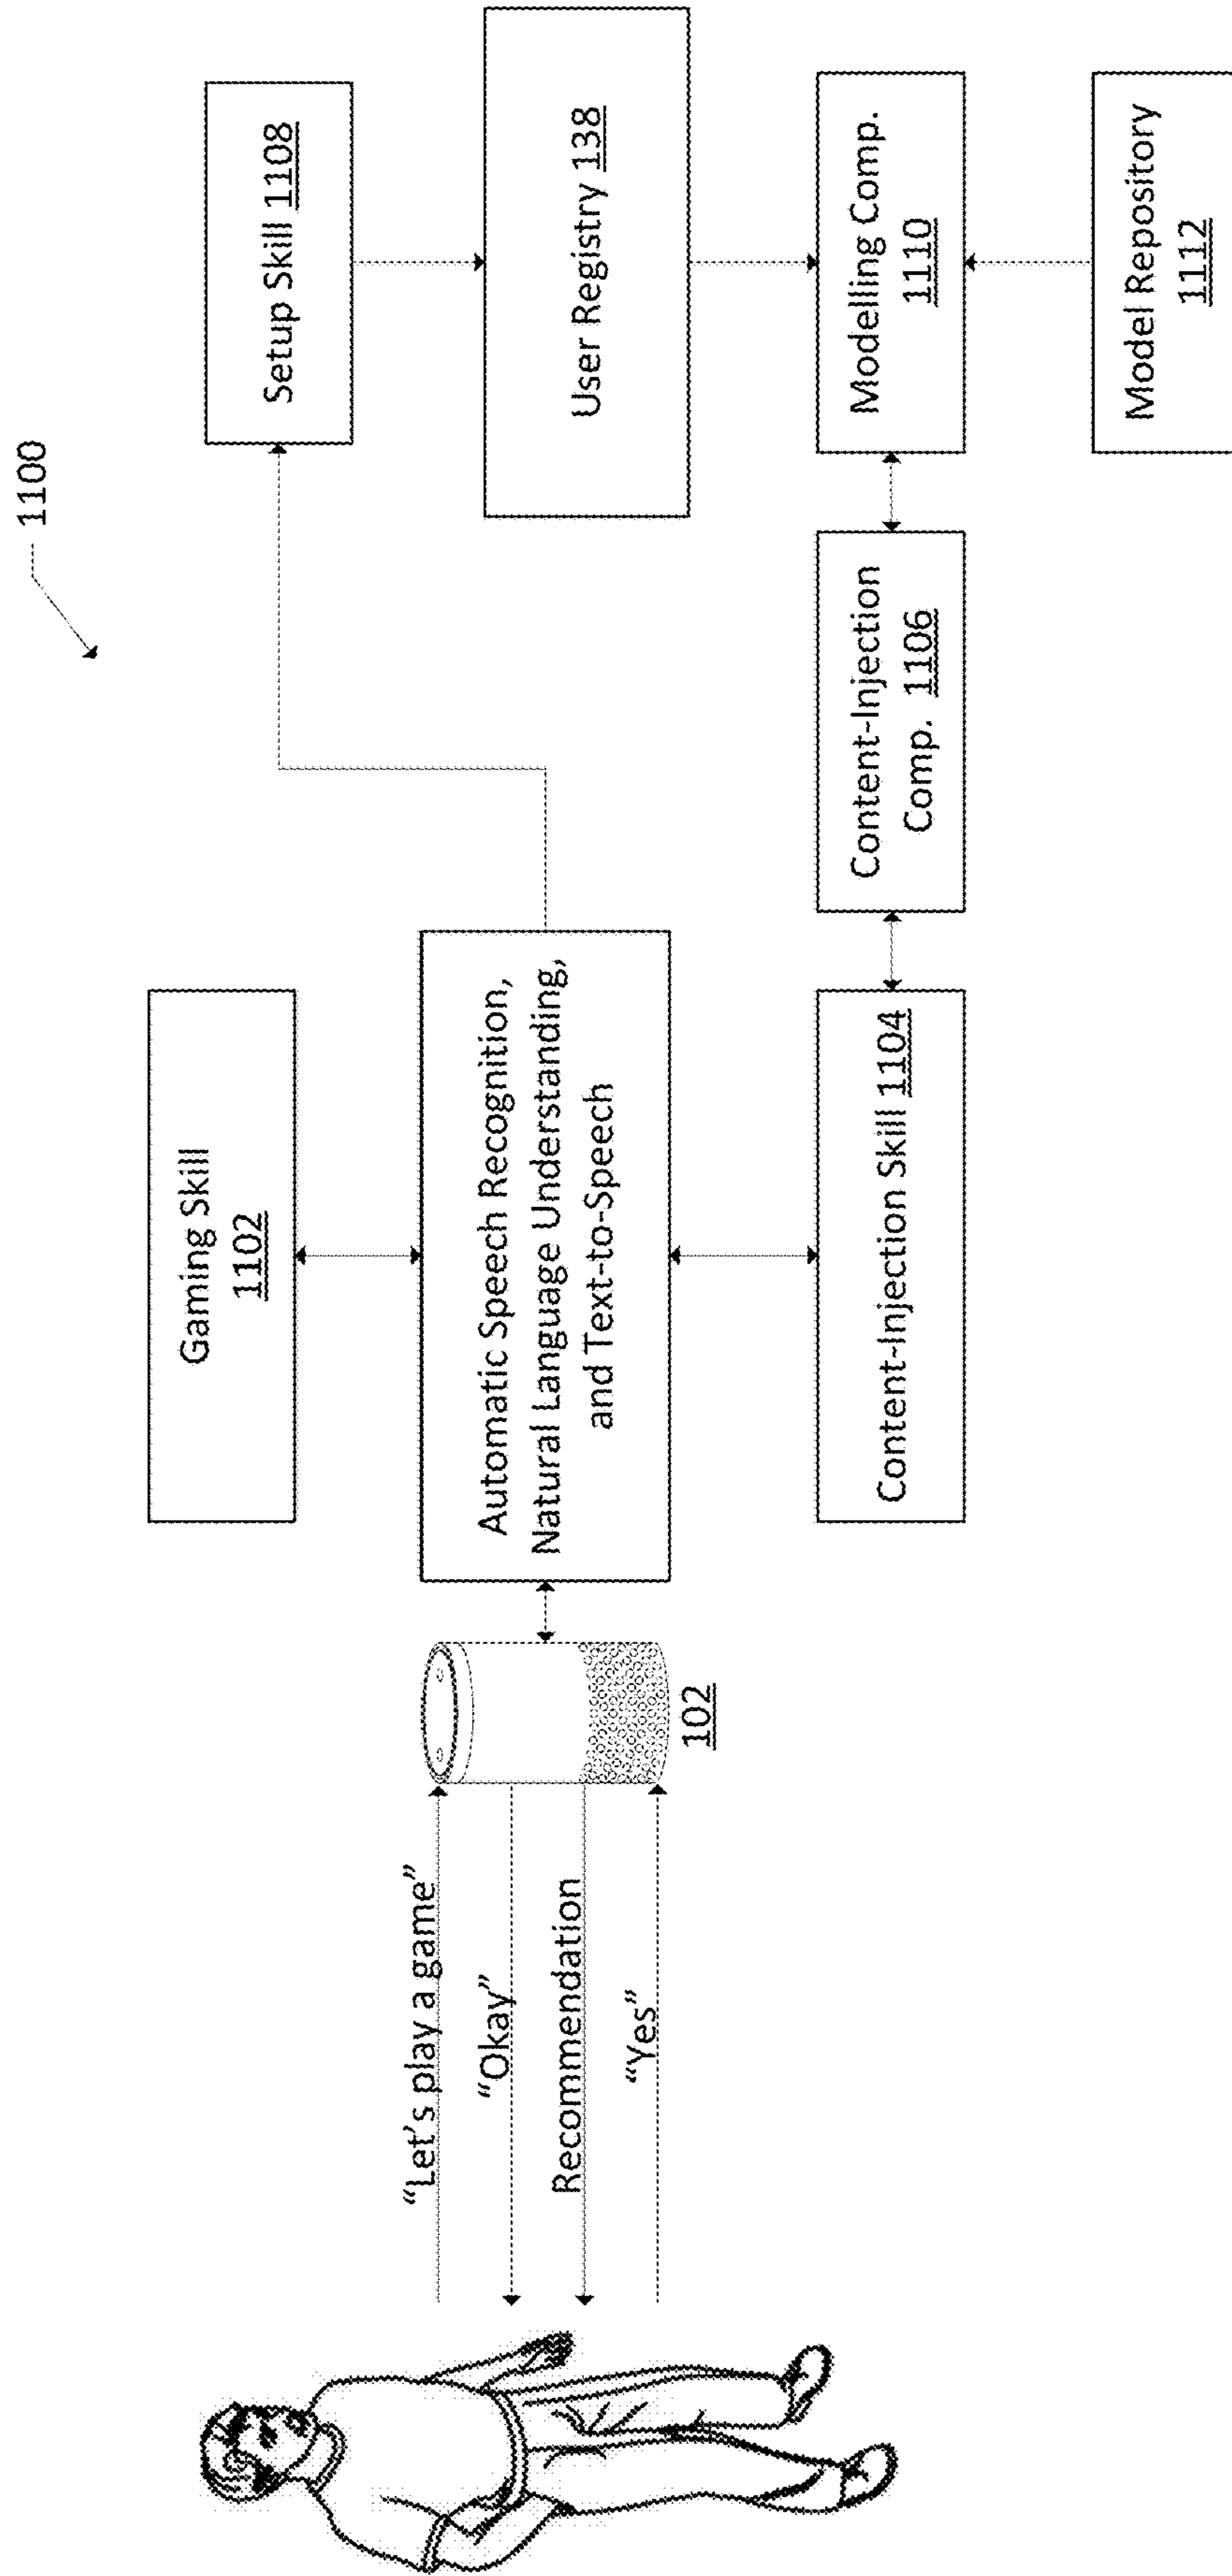 1100
“Let’s play a game”
“Okay”
Recommendation
“Yes”
102
Gaming Skill
1102
Automatic Speech Recognition,
Natural Language Understanding,
and Text-to-Speech
Content-Injection Skill 1104
Content-Injection
Comp. 1106
Setup Skill 1108
User Registry 138
Modelling Comp.
1110
Model Repository
1112